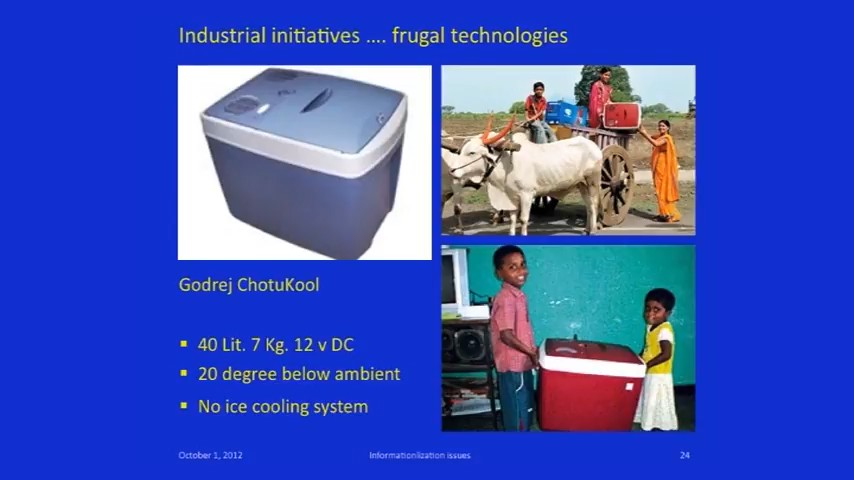 Industrial initiatives .... frugal technologies
Godrej ChotuKool
40 Lit. 7 Kg. 12 v DC
20 degree below ambient
No ice cooling system
October 1, 2012
Informationlization issues
24